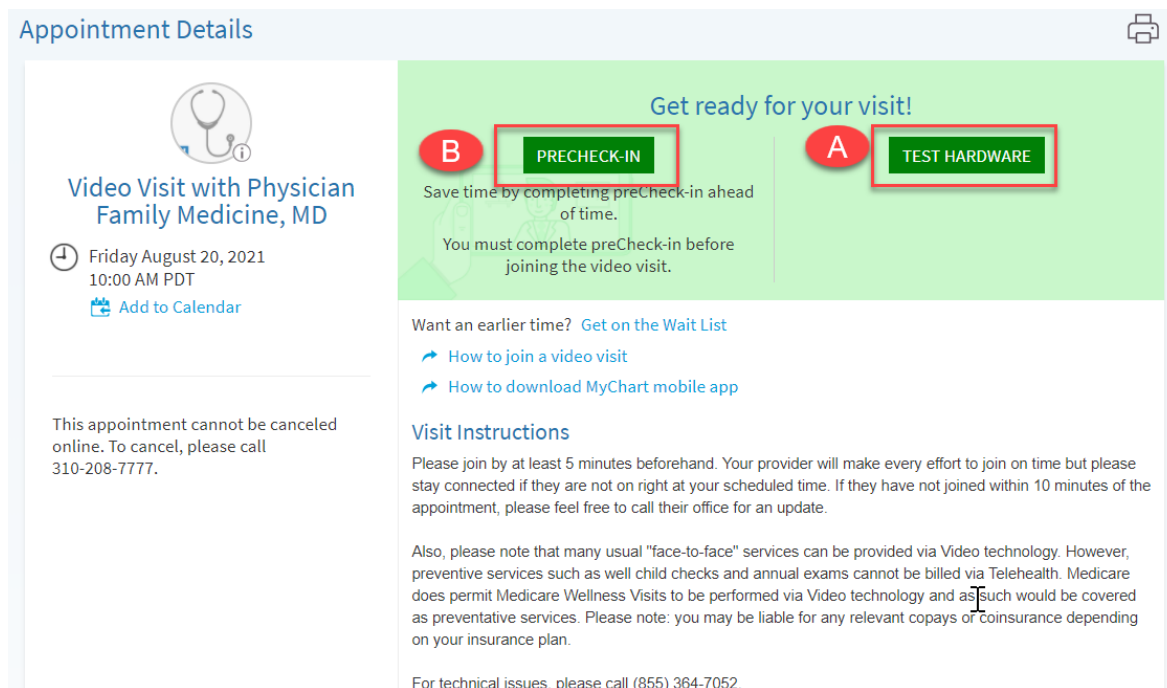 Appointment Details
Video Visit with Physician
Family Medicine, MD
Friday August 20, 2021
10:00 AM PDT
Add to Calendar
This appointment cannot be canceled
online. To cancel, please call
310-208-7777.
Get ready for your visit!
B
PRECHECK-IN
Save time by completing preCheck-in ahead
of time.
You must complete preCheck-in before
joining the video visit.
A
TEST HARDWARE
Want an earlier time? Get on the Wait List
How to join a video visit
How to download MyChart mobile app
Visit Instructions
Please join by at least 5 minutes beforehand. Your provider will make every effort to join on time but please
stay connected if they are not on right at your scheduled time. If they have not joined within 10 minutes of the
appointment, please feel free to call their office for an update.
Also, please note that many usual "face-to-face" services can be provided via Video technology. However,
preventive services such as well child checks and annual exams cannot be billed via Telehealth. Medicare
does permit Medicare Wellness Visits to be performed via Video technology and as such would be covered
as preventative services. Please note: you may be liable for any relevant copays or coinsurance depending
on your insurance plan.
For technical issues, please call (855) 364-7052.